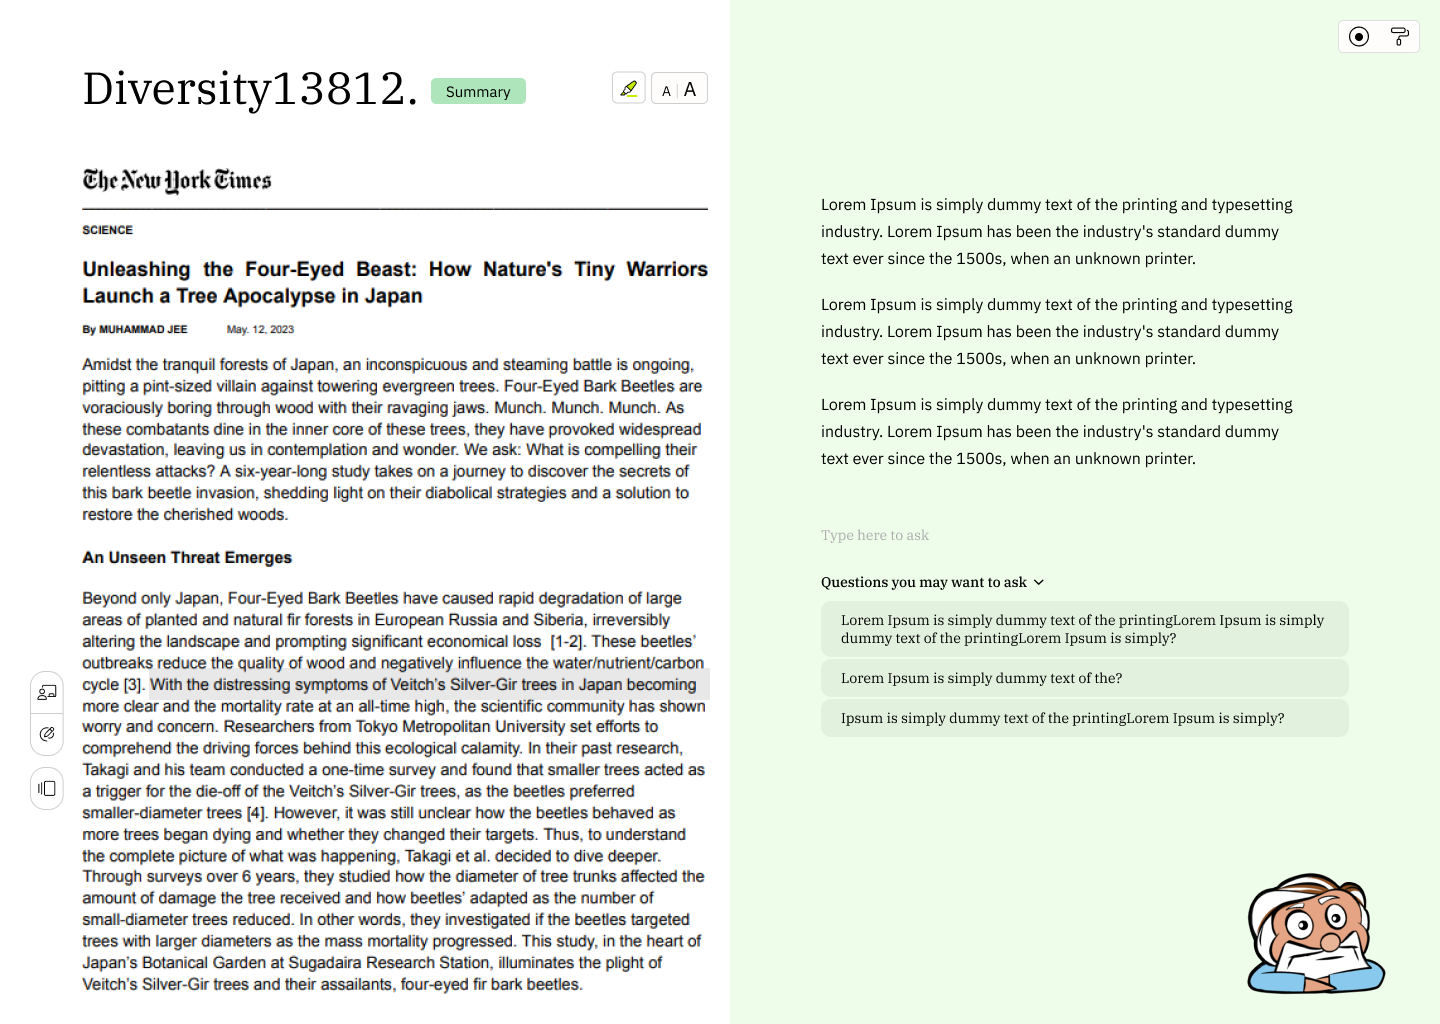 Diversity13812.
Summary
A | A
The New York Times
SCIENCE
Unleashing the Four-Eyed Beast: How Nature's Tiny Warriors
Launch a Tree Apocalypse in Japan
By MUHAMMAD JEE May. 12, 2023
Amidst the tranquil forests of Japan, an inconspicuous and steaming battle is ongoing,
pitting a pint-sized villain against towering evergreen trees. Four-Eyed Bark Beetles are
voraciously boring through wood with their ravaging jaws. Munch. Munch. Munch. As
these combatants dine in the inner core of these trees, they have provoked widespread
devastation, leaving us in contemplation and wonder. We ask: What is compelling their
relentless attacks? A six-year-long study takes on a journey to discover the secrets of
this bark beetle invasion, shedding light on their diabolical strategies and a solution to
restore the cherished woods.
An Unseen Threat Emerges
Beyond only Japan, Four-Eyed Bark Beetles have caused rapid degradation of large
areas of planted and natural fir forests in European Russia and Siberia, irreversibly
altering the landscape and prompting significant economical loss [1-2]. These beetles'
outbreaks reduce the quality of wood and negatively influence the water/nutrient/carbon
cycle [3]. With the distressing symptoms of Veitch's Silver-Gir trees in Japan becoming
more clear and the mortality rate at an all-time high, the scientific community has shown
worry and concern. Researchers from Tokyo Metropolitan University set efforts to
comprehend the driving forces behind this ecological calamity. In their past research,
Takagi and his team conducted a one-time survey and found that smaller trees acted as
a trigger for the die-off of the Veitch's Silver-Gir trees, as the beetles preferred
smaller-diameter trees [4]. However, it was still unclear how the beetles behaved as
more trees began dying and whether they changed their targets. Thus, to understand
the complete picture of what was happening, Takagi et al. decided to dive deeper.
Through surveys over 6 years, they studied how the diameter of tree trunks affected the
amount of damage the tree received and how beetles' adapted as the number of
small-diameter trees reduced. In other words, they investigated if the beetles targeted
trees with larger diameters as the mass mortality progressed. This study, in the heart of
Japan's Botanical Garden at Sugadaira Research Station, illuminates the plight of
Veitch's Silver-Gir trees and their assailants, four-eyed fir bark beetles.
Lorem Ipsum is simply dummy text of the printing and typesetting
industry. Lorem Ipsum has been the industry's standard dummy
text ever since the 1500s, when an unknown printer.
Lorem Ipsum is simply dummy text of the printing and typesetting
industry. Lorem Ipsum has been the industry's standard dummy
text ever since the 1500s, when an unknown printer.
Lorem Ipsum is simply dummy text of the printing and typesetting
industry. Lorem Ipsum has been the industry's standard dummy
text ever since the 1500s, when an unknown printer.
Type here to ask
Questions you may want to ask
Lorem Ipsum is simply dummy text of the printingLorem Ipsum is simply
dummy text of the printingLorem Ipsum is simply?
Lorem Ipsum is simply dummy text of the?
Ipsum is simply dummy text of the printingLorem Ipsum is simply?